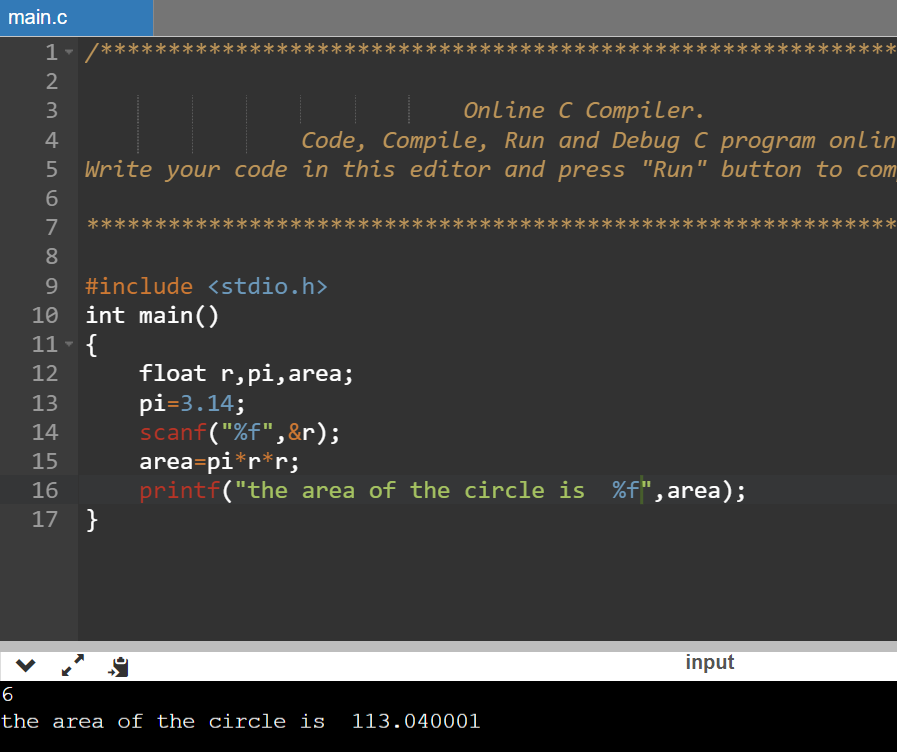 main.c
1 /************************************************************
2
3 Online C Compiler.
4 Code, Compile, Run and Debug C program onlin
5 Write your code in this editor and press "Run" button to com
6
7 ************************************************************
8
9 #include <stdio.h>
10 int main()
11 {
12 float r,pi,area;
13 pi=3.14;
14 scanf("%f",&r);
15 area=pi*r*r;
16 printf("the area of the circle is  %f",area);
17 }
input
6
the area of the circle is  113.040001